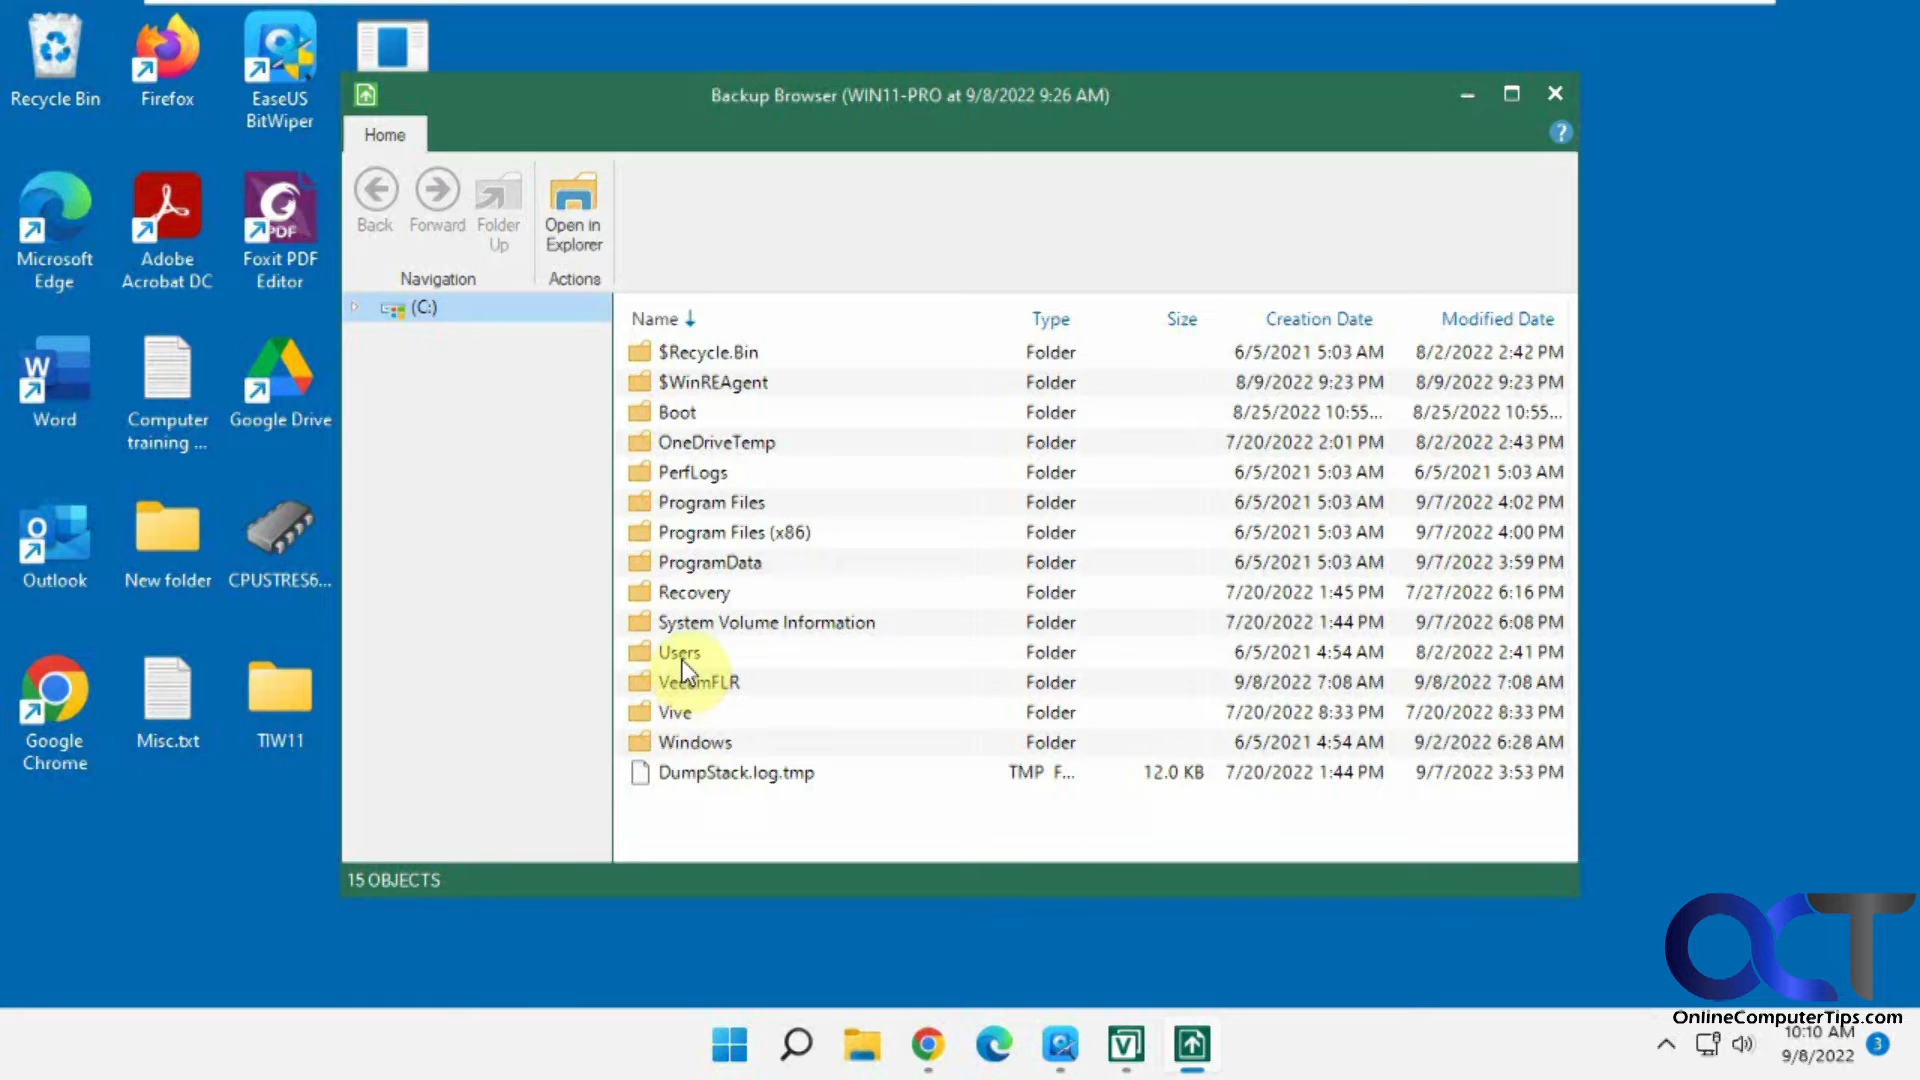 Recycle Bin
Firefox
EaseUS
BitWiper
Microsoft
Edge
Adobe
Acrobat DC
Foxit PDF
Editor
PDF
Word
Computer
training ...
Google Drive
Outlook
New folder
CPUSTRES6...
Google
Chrome
Misc.txt
TIW11
Backup Browser (WIN11-PRO at 9/8/2022 9:26 AM)
Home
?
Back
Forward
Folder
Up
Open in
Explorer
Navigation
Actions
(C:)
Name Type Size Creation Date Modified Date
$Recycle.Bin Folder 6/5/2021 5:03 AM 8/2/2022 2:42 PM
$WinREAgent Folder 8/9/2022 9:23 PM 8/9/2022 9:23 PM
Boot Folder 8/25/2022 10:55... 8/25/2022 10:55...
OneDriveTemp Folder 7/20/2022 2:01 PM 8/2/2022 2:43 PM
PerfLogs Folder 6/5/2021 5:03 AM 6/5/2021 5:03 AM
Program Files Folder 6/5/2021 5:03 AM 9/7/2022 4:02 PM
Program Files (x86) Folder 6/5/2021 5:03 AM 9/7/2022 4:00 PM
ProgramData Folder 6/5/2021 5:03 AM 9/7/2022 3:59 PM
Recovery Folder 7/20/2022 1:45 PM 7/27/2022 6:16 PM
System Volume Information Folder 7/20/2022 1:44 PM 9/7/2022 6:08 PM
Users Folder 6/5/2021 4:54 AM 8/2/2022 2:41 PM
VeeamFLR Folder 9/8/2022 7:08 AM 9/8/2022 7:08 AM
Vive Folder 7/20/2022 8:33 PM 7/20/2022 8:33 PM
Windows Folder 6/5/2021 4:54 AM 9/2/2022 6:28 AM
DumpStack.log.tmp TMP F... 12.0 KB 7/20/2022 1:44 PM 9/7/2022 3:53 PM
15 OBJECTS
OCT
OnlineComputerTips.com
10:10 AM
9/8/2022
3